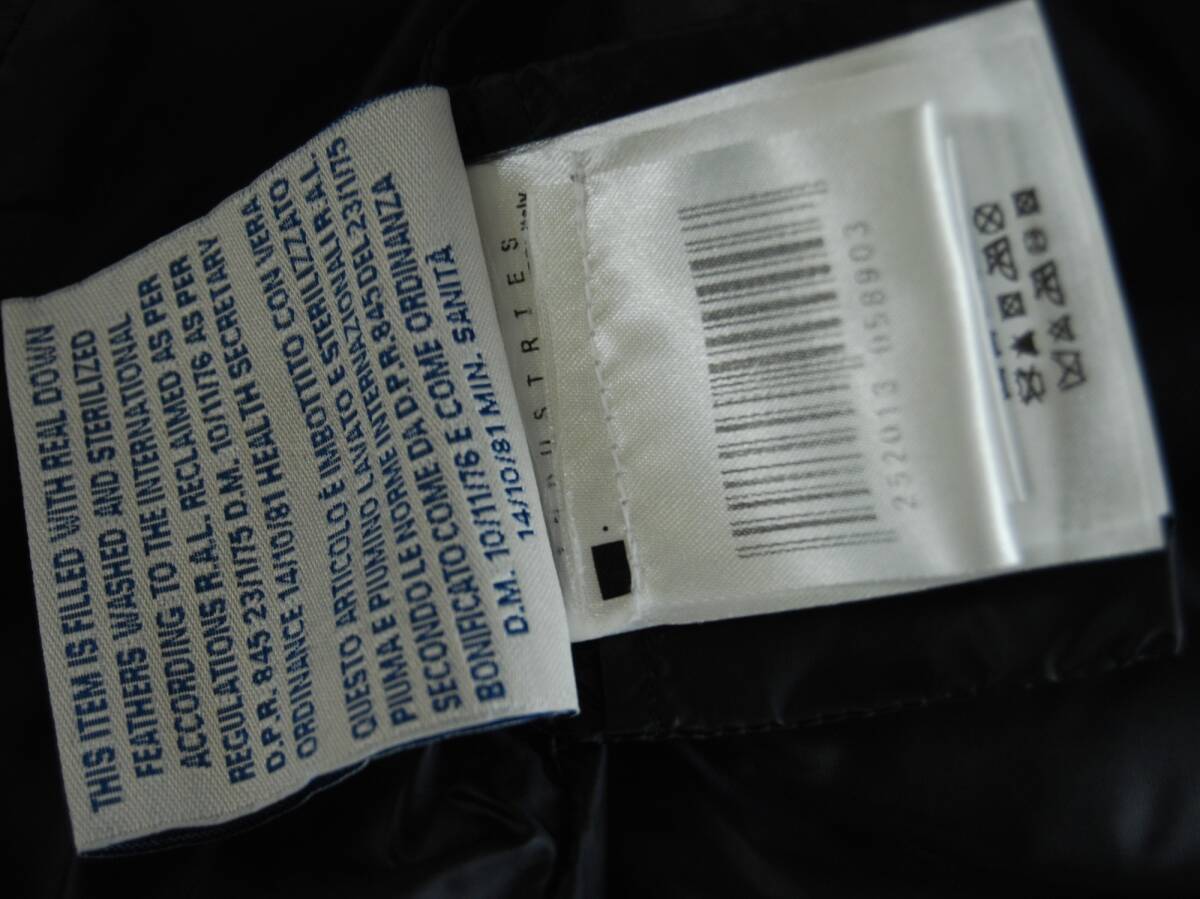 THIS ITEM IS FILLED WITH REAL DOWN
FEATHERS WASHED AND STERILIZED
ACCORDING TO THE INTERNATIONAL
REGULATIONS R.A.L. RECLAIMED AS PER
D.P.R. 845 23/1/75 D.M. 10/11/76 AS PER
ORDINANCE 14/10/81 HEALTH SECRETARY
QUESTO ARTICOLO È IMBOTTITO CON VERA
PIUMA E PIUMINO LAVATO E STERILIZZATO
SECONDO LE NORME INTERNAZIONALI R.A.L.
BONIFICATO COME DA D.P.R. 845 DEL 23/1/75
D.M. 10/11/76 E COME ORDINANZA
14/10/81 MIN. SANITÀ
Italy
USTRIES
252013 058903